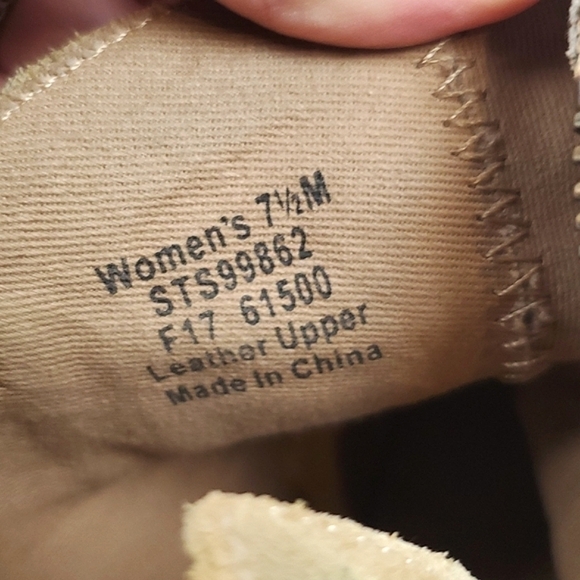 Women's 7½M
STS99862
F17 61500
Leather Upper
Made In China